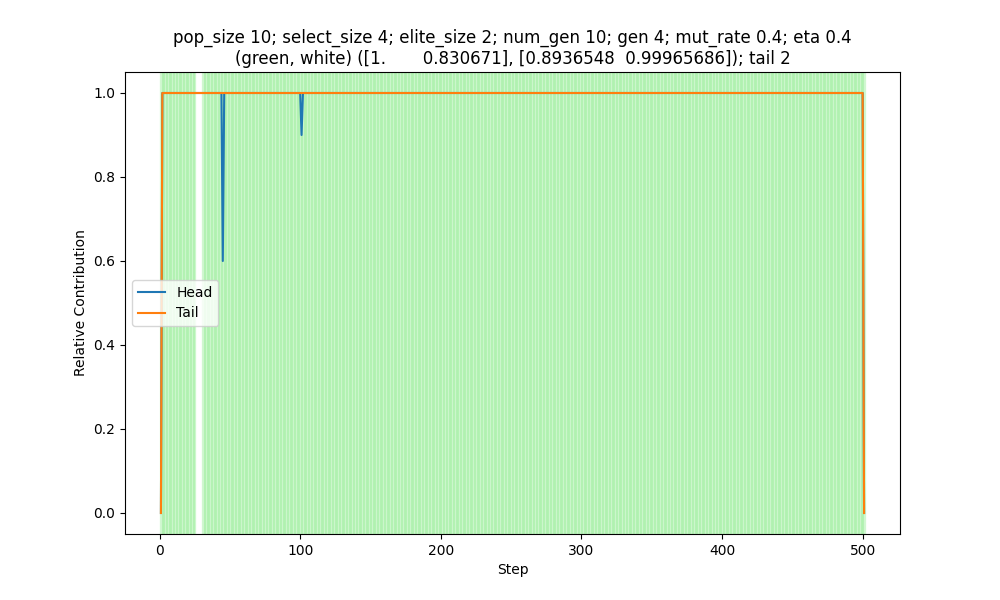 pop_size 10; select_size 4; elite_size 2; num_gen 10; gen 4; mut_rate 0.4; eta 0.4
(green, white) ([1.       0.830671], [0.8936548  0.99965686]); tail 2
1.0
0.8
0.6
0.4
0.2
0.0
Relative Contribution
Head
Tail
0
100
200
300
400
500
Step